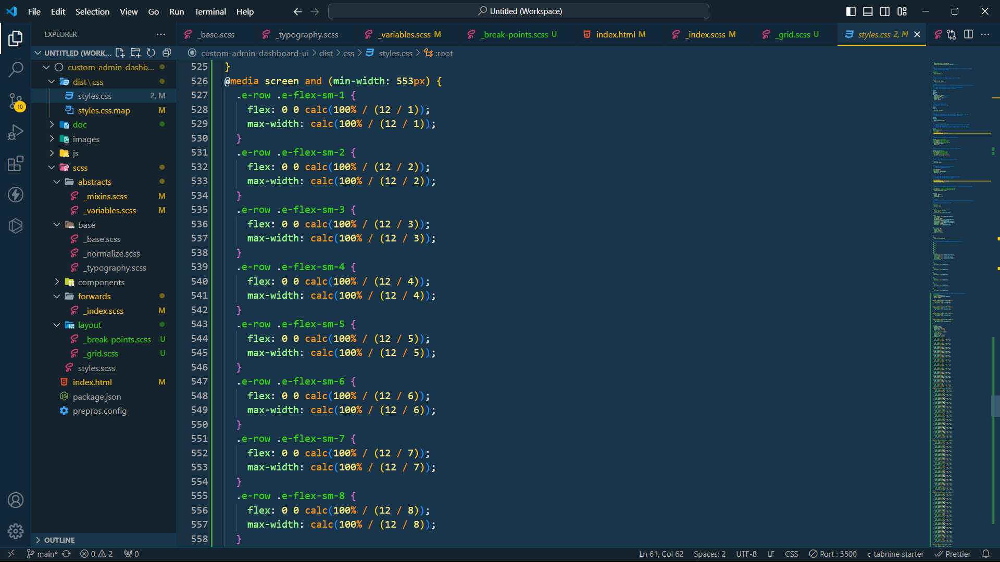 File Edit Selection View Go Run Terminal Help
Untitled (Workspace)
EXPLORER
_base.scss
_typography.scss
_variables.scss M
_break-points.scss U
index.html M
_index.scss M
_grid.scss U
styles.css 2, M
UNTITLED (WORK...
custom-admin-dashboard-ui > dist > css > styles.css > :root
custom-admin-dashb...
dist\css
styles.css 2, M
styles.css.map M
doc
images
js
scss
abstracts
_mixins.scss M
_variables.scss M
base
_base.scss
_normalize.scss
_typography.scss
components
forwards
_index.scss M
layout
_break-points.scss U
_grid.scss U
styles.scss
index.html M
package.json
prepros.config
OUTLINE
525 }
526 @media screen and (min-width: 553px) {
527 .e-row .e-flex-sm-1 {
528 flex: 0 0 calc(100% / (12 / 1));
529 max-width: calc(100% / (12 / 1));
530 }
531 .e-row .e-flex-sm-2 {
532 flex: 0 0 calc(100% / (12 / 2));
533 max-width: calc(100% / (12 / 2));
534 }
535 .e-row .e-flex-sm-3 {
536 flex: 0 0 calc(100% / (12 / 3));
537 max-width: calc(100% / (12 / 3));
538 }
539 .e-row .e-flex-sm-4 {
540 flex: 0 0 calc(100% / (12 / 4));
541 max-width: calc(100% / (12 / 4));
542 }
543 .e-row .e-flex-sm-5 {
544 flex: 0 0 calc(100% / (12 / 5));
545 max-width: calc(100% / (12 / 5));
546 }
547 .e-row .e-flex-sm-6 {
548 flex: 0 0 calc(100% / (12 / 6));
549 max-width: calc(100% / (12 / 6));
550 }
551 .e-row .e-flex-sm-7 {
552 flex: 0 0 calc(100% / (12 / 7));
553 max-width: calc(100% / (12 / 7));
554 }
555 .e-row .e-flex-sm-8 {
556 flex: 0 0 calc(100% / (12 / 8));
557 max-width: calc(100% / (12 / 8));
558 }
10
main* 0 2 0
Ln 61, Col 62 Spaces: 2 UTF-8 LF CSS Port : 5500 tabnine starter Prettier